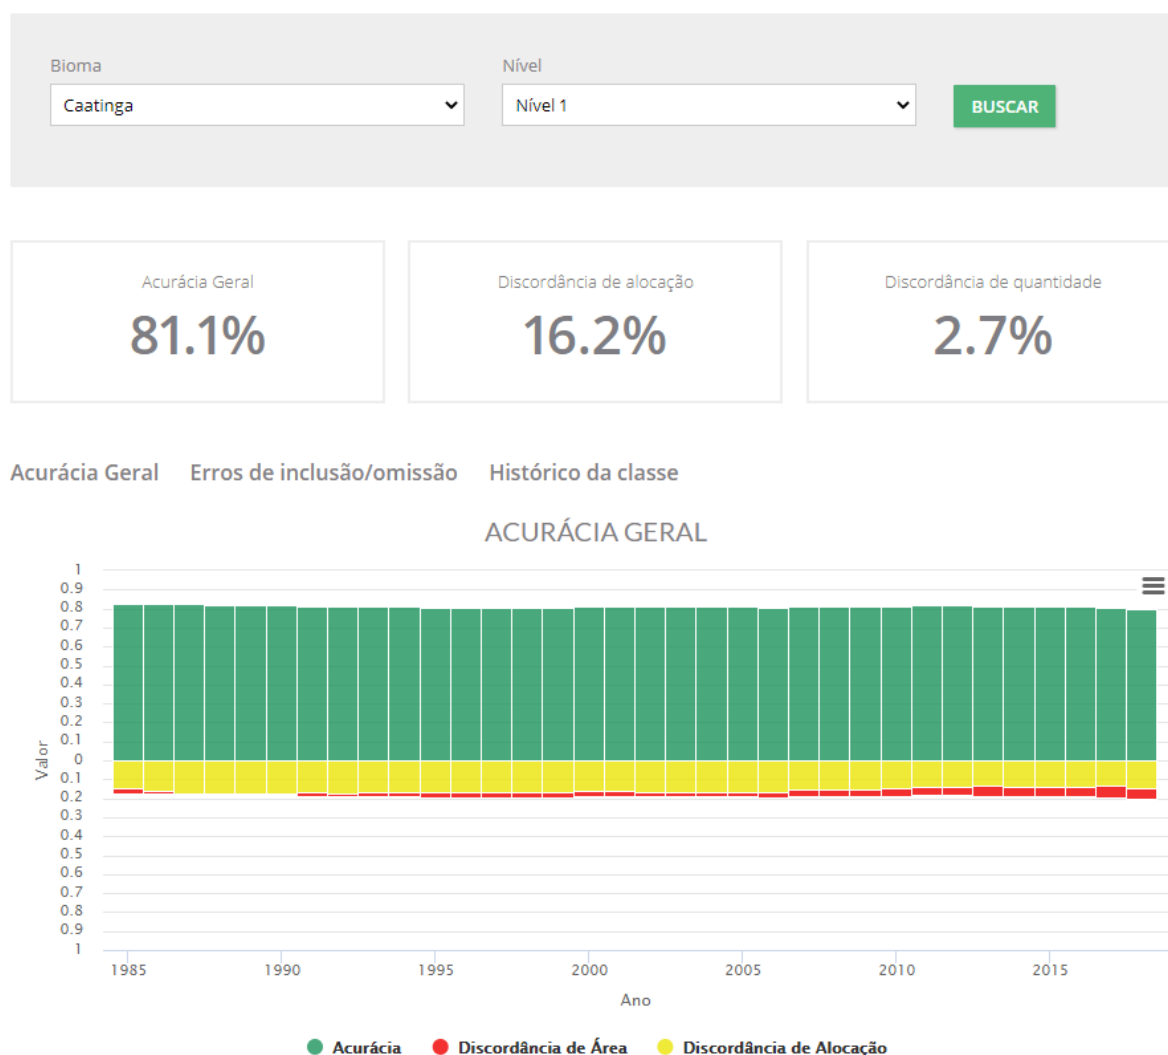 Bioma Nível
Caatinga Nível 1 BUSCAR
Acurácia Geral Discordância de alocação Discordância de quantidade
81.1% 16.2% 2.7%
Acurácia Geral Erros de inclusão/omissão Histórico da classe
ACURÁCIA GERAL
1
0.9
0.8
0.7
0.6
0.5
0.4
0.3
0.2
0.1
0
0.1
0.2
0.3
0.4
0.5
0.6
0.7
0.8
0.9
1
Valor
1985 1990 1995 2000 2005 2010 2015
Ano
Acurácia Discordância de Área Discordância de Alocação